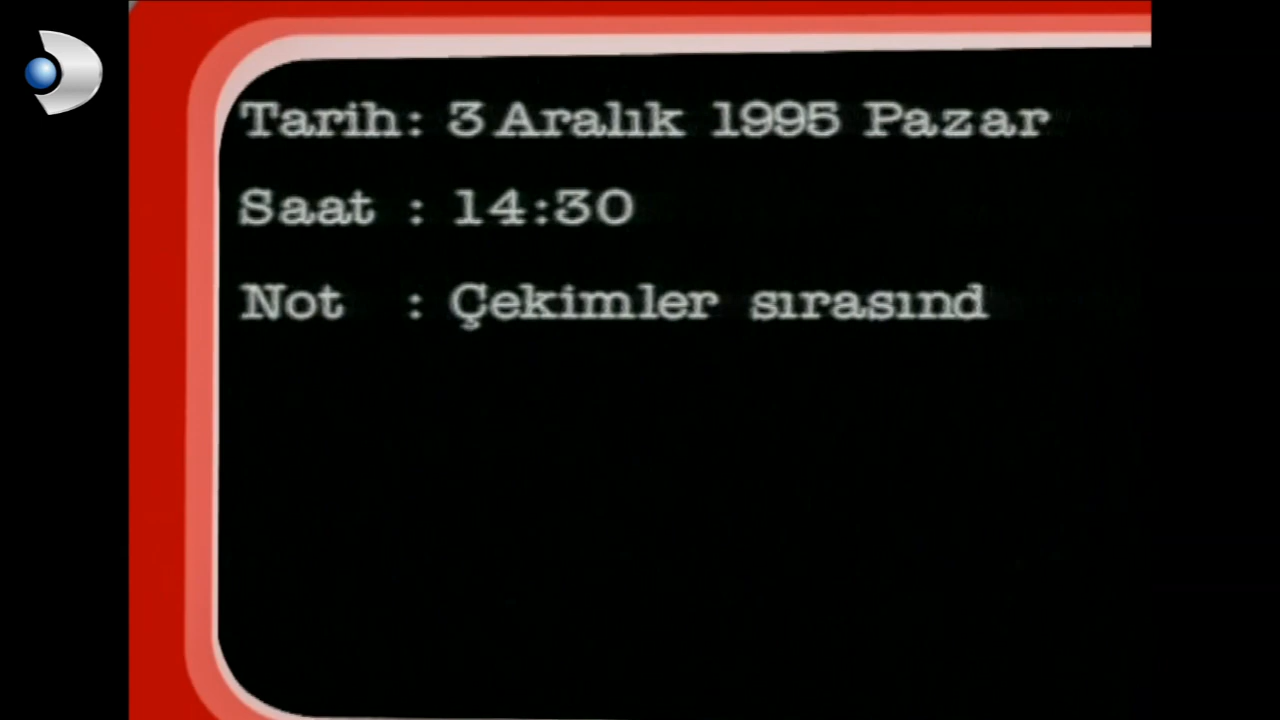 Tarih: 3 Aralık 1995 Pazar
Saat : 14:30
Not : Çekimler sırasınd